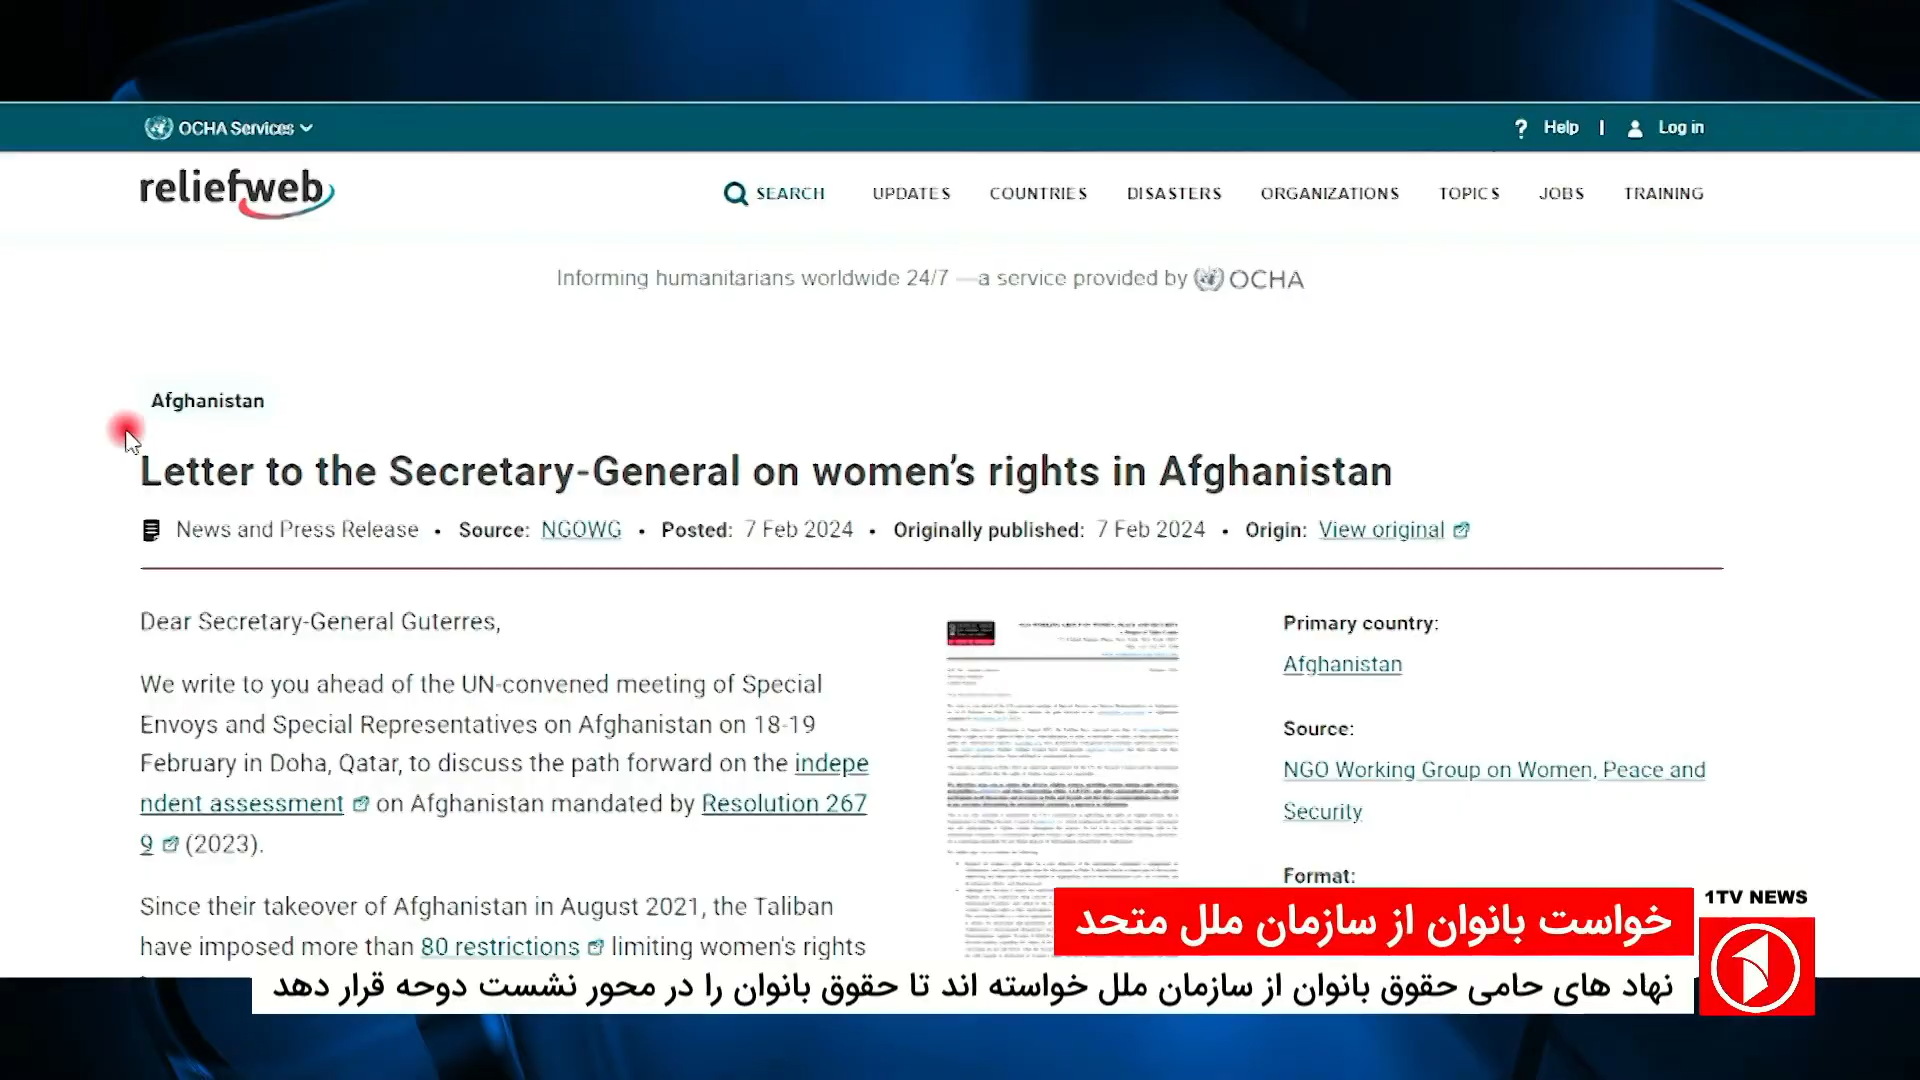 OCHA Services
? Help | Log in
reliefweb
SEARCH UPDATES COUNTRIES DISASTERS ORGANIZATIONS TOPICS JOBS TRAINING
Informing humanitarians worldwide 24/7 — a service provided by OCHA
Afghanistan
Letter to the Secretary-General on women’s rights in Afghanistan
News and Press Release • Source: NGOWG • Posted: 7 Feb 2024 • Originally published: 7 Feb 2024 • Origin: View original
Dear Secretary-General Guterres,
We write to you ahead of the UN-convened meeting of Special
Envoys and Special Representatives on Afghanistan on 18-19
February in Doha, Qatar, to discuss the path forward on the indepe
ndent assessment on Afghanistan mandated by Resolution 267
9 (2023).
Since their takeover of Afghanistan in August 2021, the Taliban
have imposed more than 80 restrictions limiting women's rights
Primary country:
Afghanistan
Source:
NGO Working Group on Women, Peace and
Security
Format:
1TV NEWS
خواست بانوان از سازمان ملل متحد
نهاد های حامی حقوق بانوان از سازمان ملل خواسته اند تا حقوق بانوان را در محور نشست دوحه قرار دهد